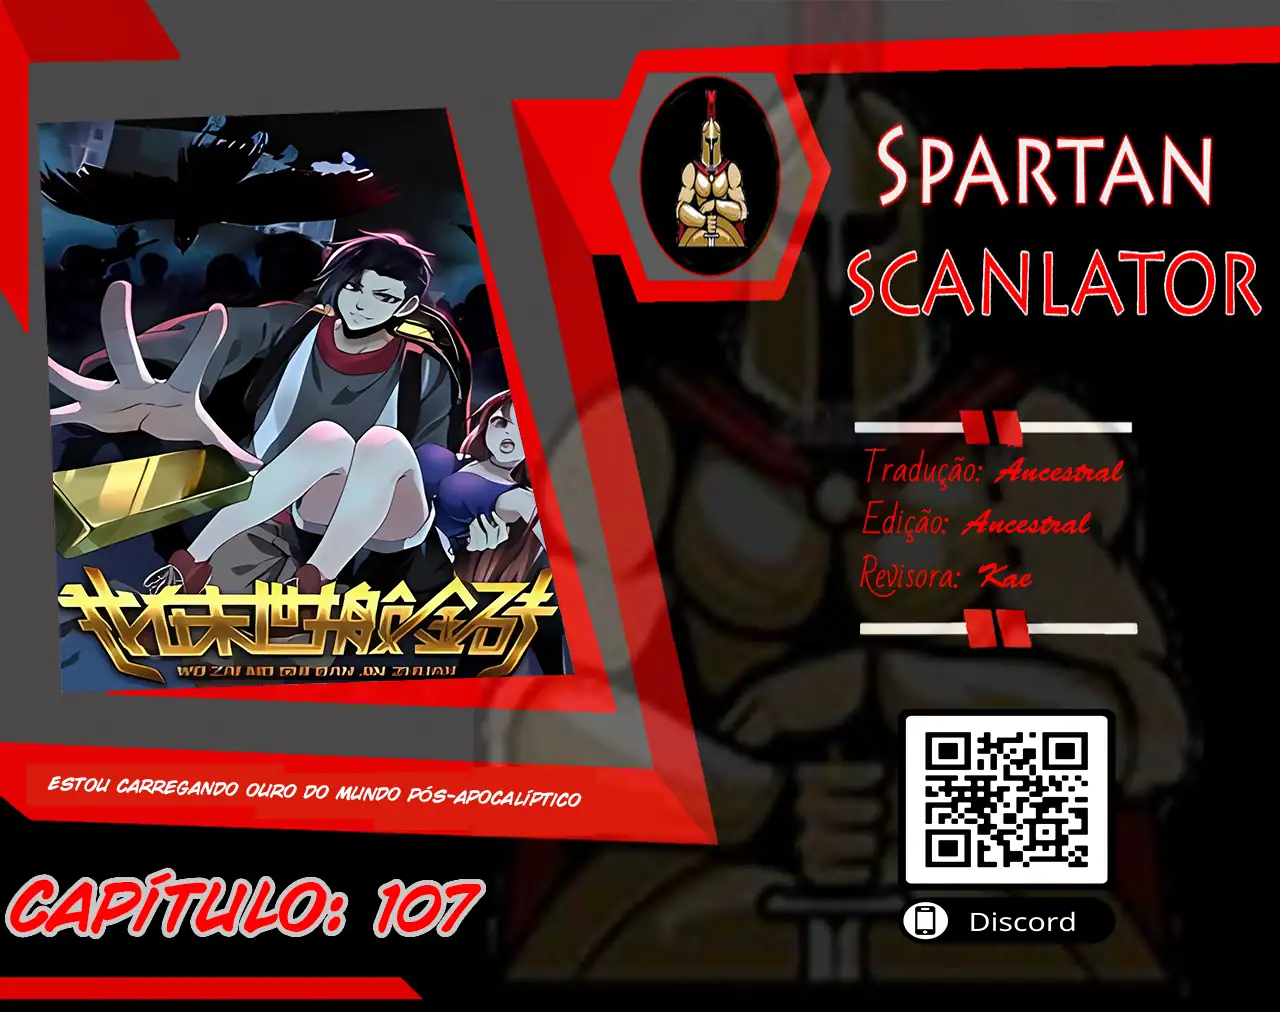 SPARTAN
SCANLATOR
Tradução: Ancestral
Edição: Ancestral
Revisora: Kae
我在末世搬金砖
ESTOU CARREGANDO OURO DO MUNDO PÓS-APOCALÍPTICO
CAPÍTULO: 107
Discord